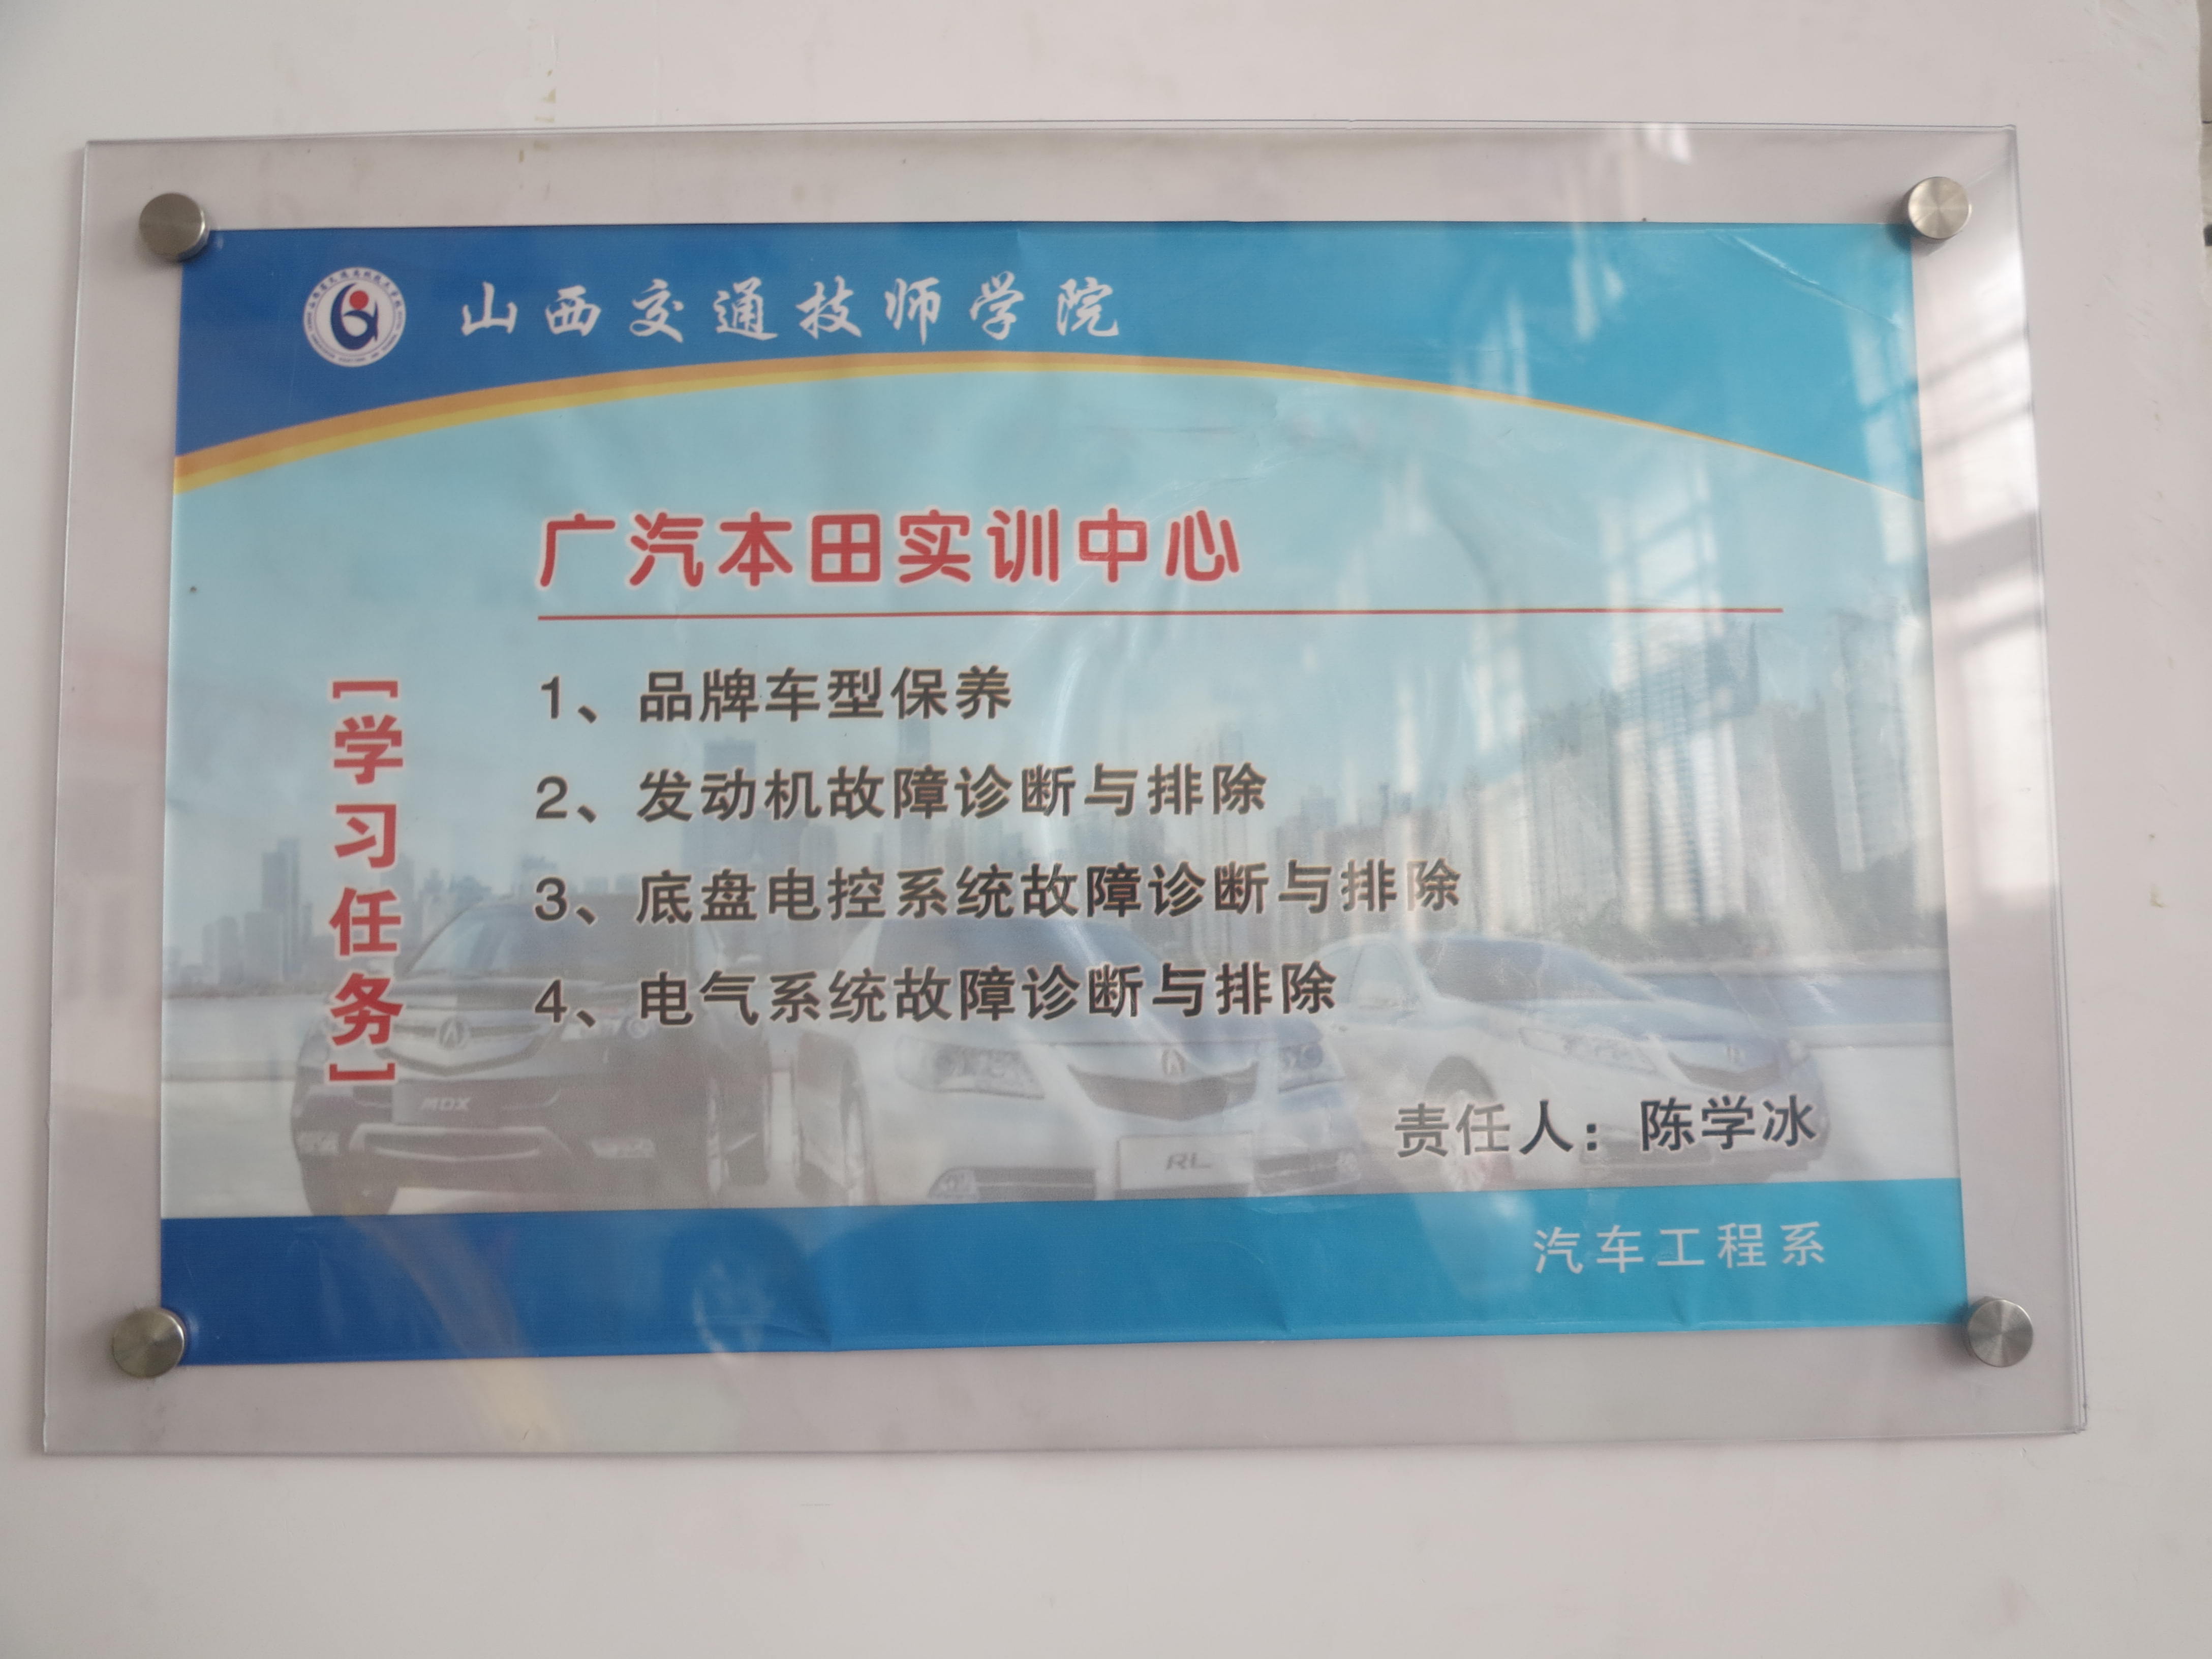 山西交通技师学院
广汽本田实训中心
[学习任务]
1、品牌车型保养
2、发动机故障诊断与排除
3、底盘电控系统故障诊断与排除
4、电气系统故障诊断与排除
MDX
RL
责任人：陈学冰
汽车工程系